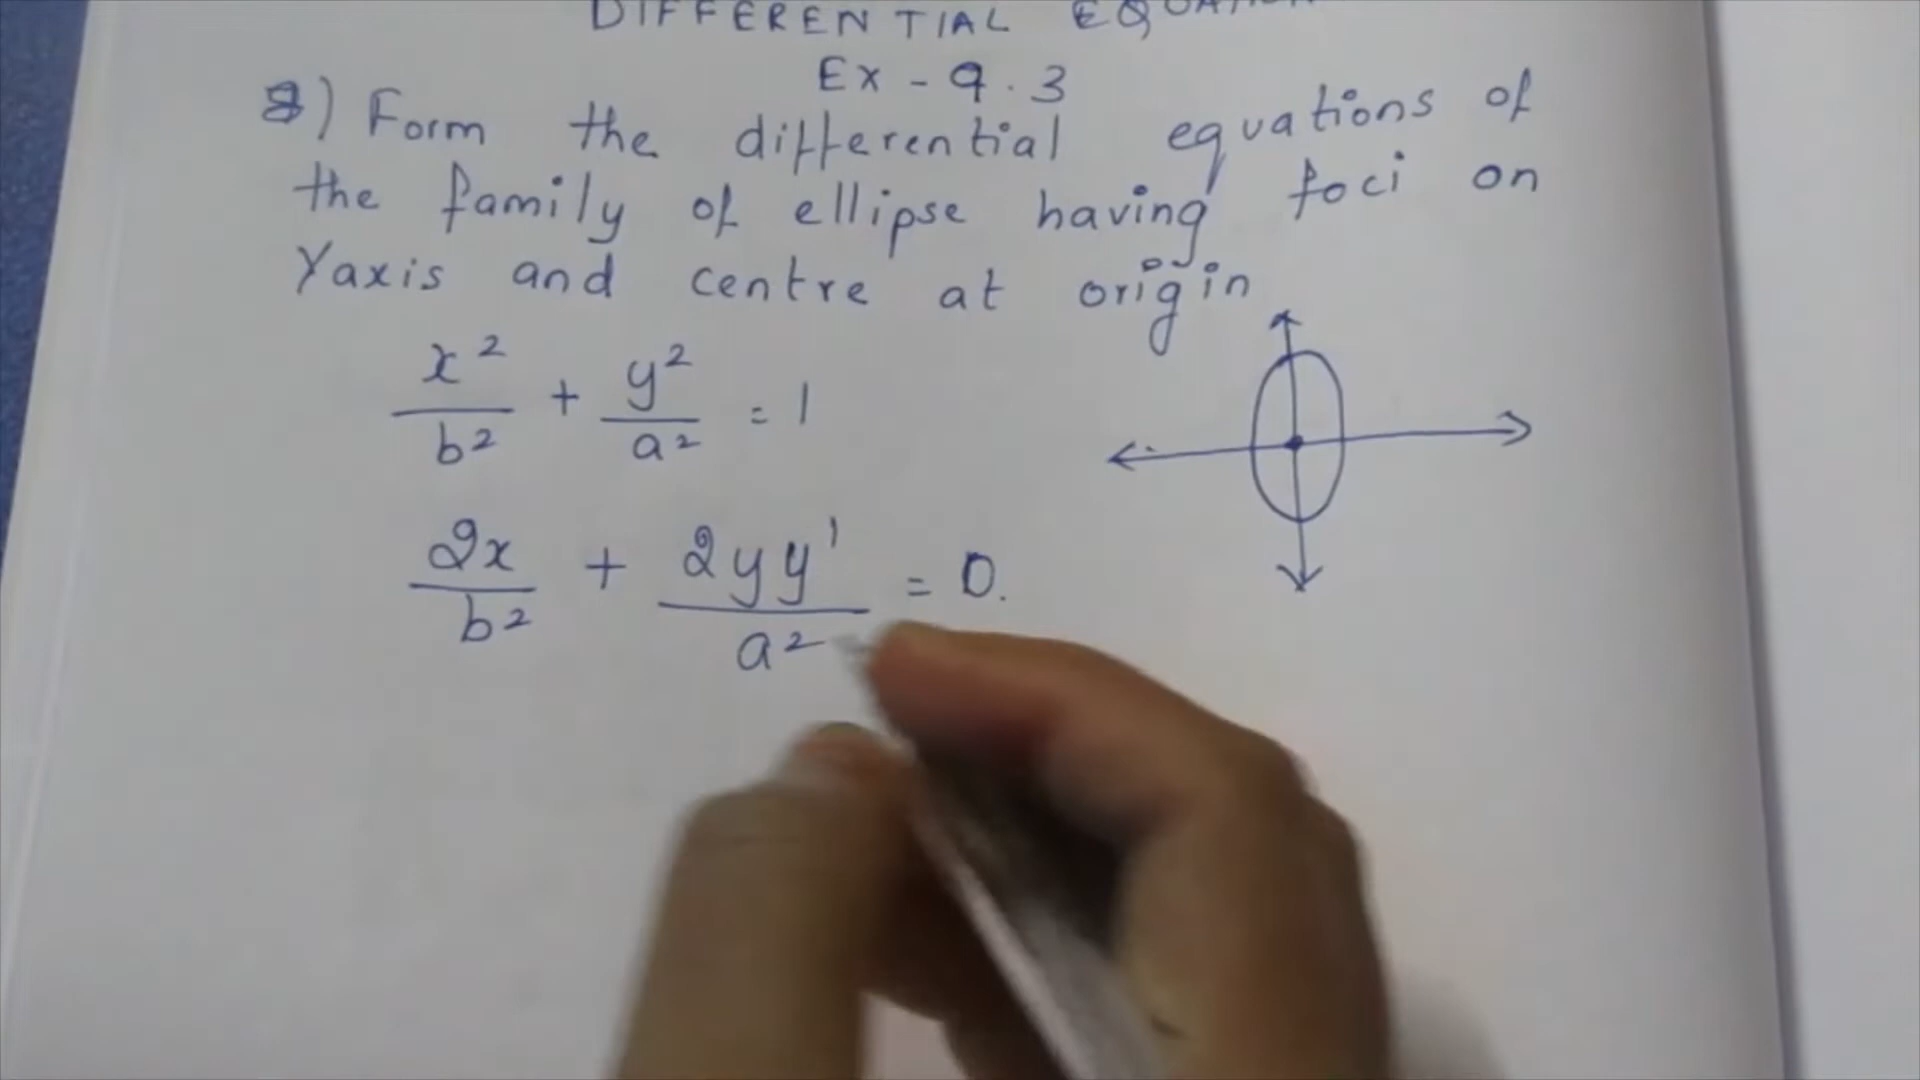 DIFFERENTIAL EQUATION
Ex - 9.3
8) Form the differential equations of
the family of ellipse having foci on
Yaxis and centre at origin
x²/b² + y²/a² = 1
2x/b² + 2yy'/a² = 0.